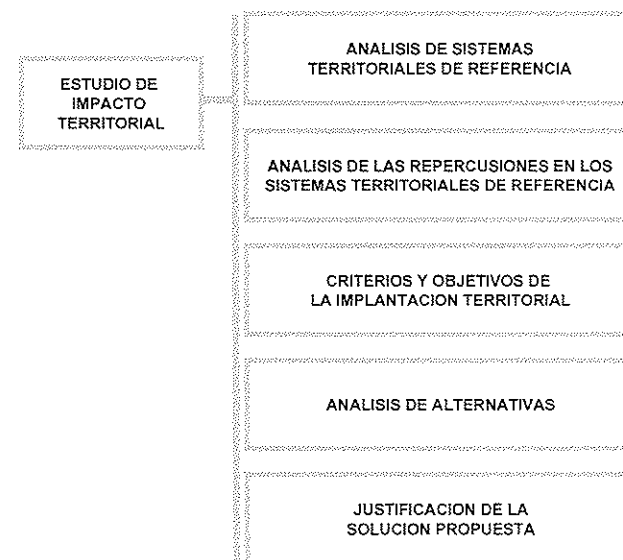 ESTUDIO DE
IMPACTO
TERRITORIAL
ANALISIS DE SISTEMAS
TERRITORIALES DE REFERENCIA
ANALISIS DE LAS REPERCUSIONES EN LOS
SISTEMAS TERRITORIALES DE REFERENCIA
CRITERIOS Y OBJETIVOS DE
LA IMPLANTACION TERRITORIAL
ANALISIS DE ALTERNATIVAS
JUSTIFICACION DE LA
SOLUCION PROPUESTA